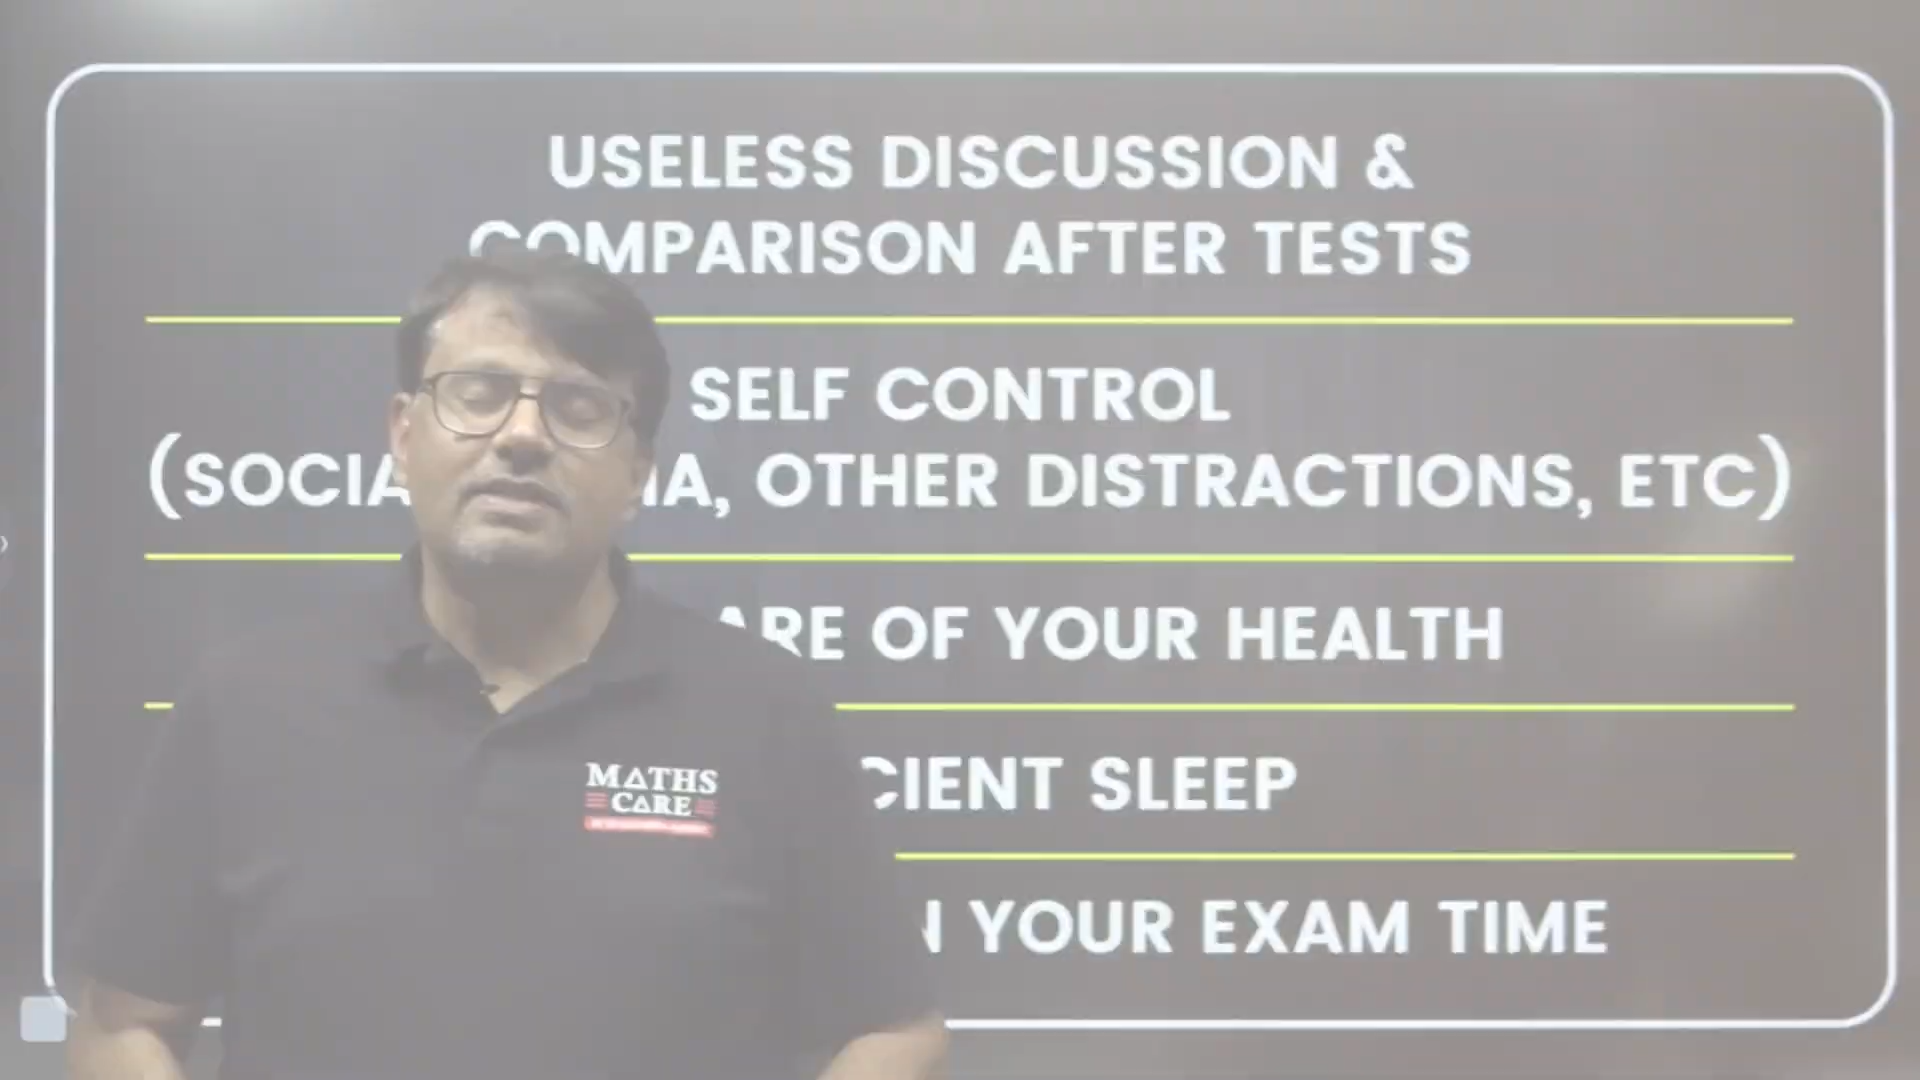 USELESS DISCUSSION &
COMPARISON AFTER TESTS
SELF CONTROL
(SOCIA IA, OTHER DISTRACTIONS, ETC)
ARE OF YOUR HEALTH
CIENT SLEEP
N YOUR EXAM TIME
MATHS
CARE